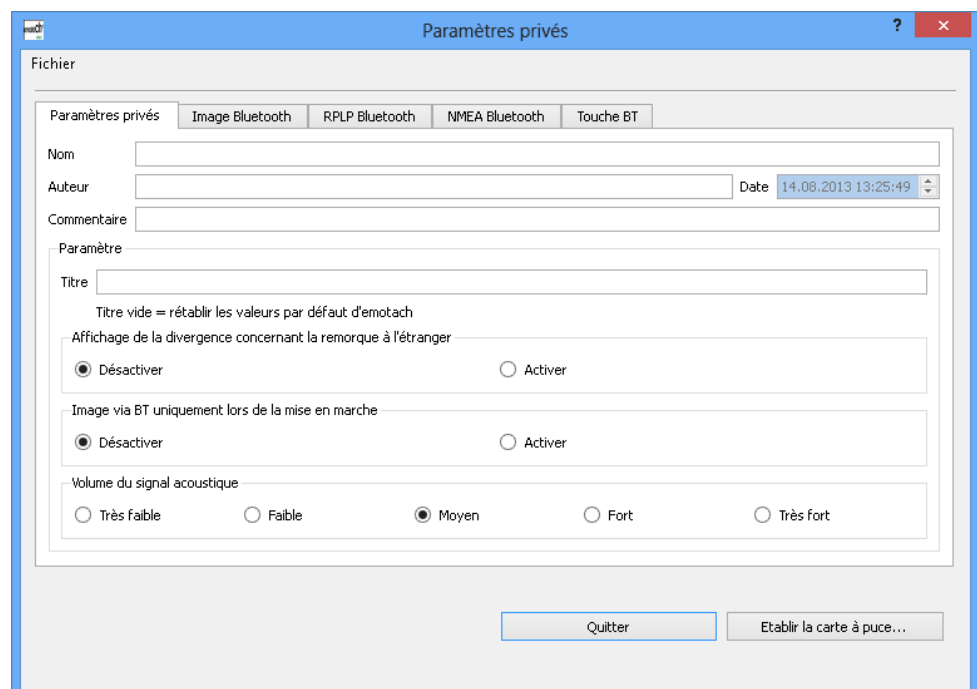 Paramètres privés
Fichier
Paramètres privés Image Bluetooth RPLP Bluetooth NMEA Bluetooth Touche BT
Nom
Auteur Date 14.08.2013 13:25:49
Commentaire
Paramètre
Titre
Titre vide = rétablir les valeurs par défaut d'emotach
Affichage de la divergence concernant la remorque à l'étranger
Désactiver Activer
Image via BT uniquement lors de la mise en marche
Désactiver Activer
Volume du signal acoustique
Très faible Faible Moyen Fort Très fort
Quitter Etablir la carte à puce...